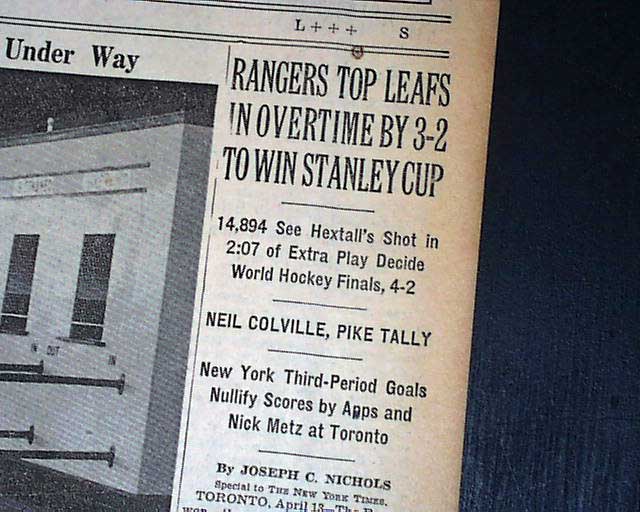 L+++ S
Under Way
RANGERS TOP LEAFS
IN OVERTIME BY 3-2
TO WIN STANLEY CUP
14,894 See Hextall's Shot in
2:07 of Extra Play Decide
World Hockey Finals, 4-2
NEIL COLVILLE, PIKE TALLY
New York Third-Period Goals
Nullify Scores by Apps and
Nick Metz at Toronto
By JOSEPH C. NICHOLS
Special to THE NEW YORK TIMES.
TORONTO, April 13—The
IN OUT IN